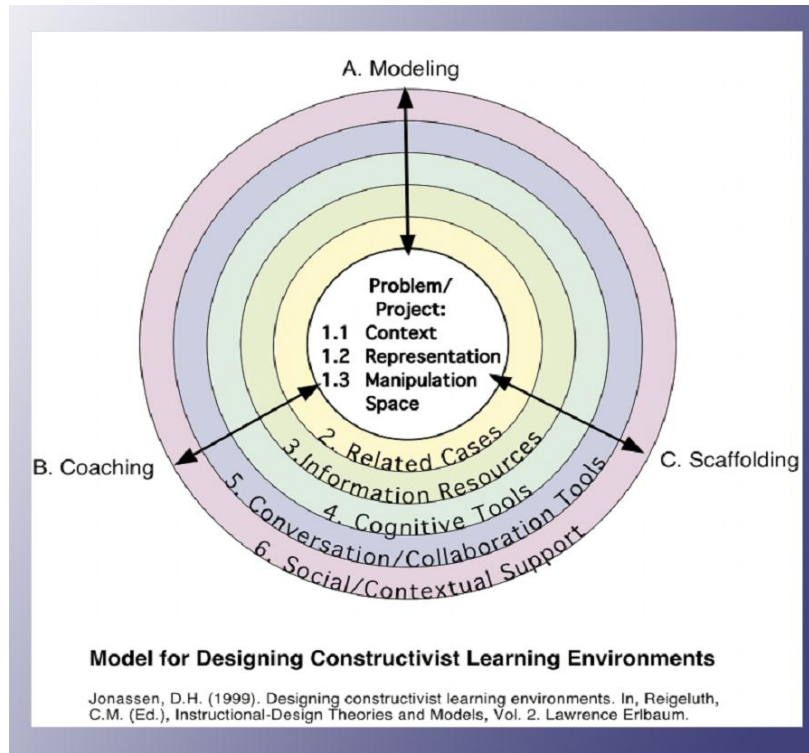 A. Modeling
Problem/
Project:
1.1 Context
1.2 Representation
1.3 Manipulation
Space
2. Related Cases
3.Information Resources
4. Cognitive Tools
5. Conversation/Collaboration Tools
6. Social/Contextual Support
B. Coaching
C. Scaffolding
Model for Designing Constructivist Learning Environments
Jonassen, D.H. (1999). Designing constructivist learning environments. In, Reigeluth,
C.M. (Ed.), Instructional-Design Theories and Models, Vol. 2. Lawrence Erlbaum.